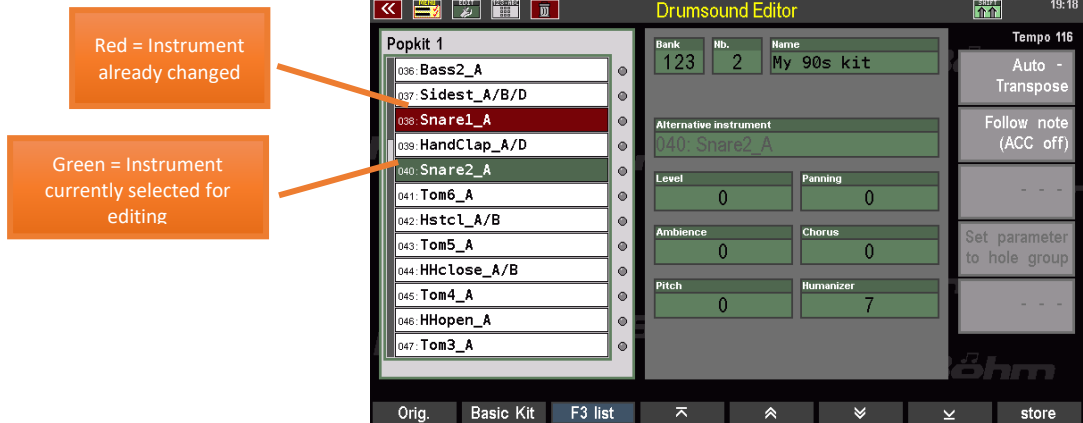 Red = Instrument
already changed
Green = Instrument
currently selected for
editing
MENU
EDIT
Drumsound Editor
SHIFT
19:18
Popkit 1
036: Bass2_A
037: Sidest_A/B/D
038: Snare1_A
039: HandClap_A/D
040: Snare2_A
041: Tom6_A
042: Hstcl_A/B
043: Tom5_A
044: HHclose_A/B
045: Tom4_A
046: HHopen_A
047: Tom3_A
Bank Nb. Name
123 2 My 90s kit
Alternative instrument
040: Snare2_A
Level Panning
0 0
Ambience Chorus
0 0
Pitch Humanizer
0 7
Tempo 116
Auto -
Transpose
Follow note
(ACC off)
- - -
Set parameter
to hole group
- - -
Böhm
Orig. Basic Kit F3 list store